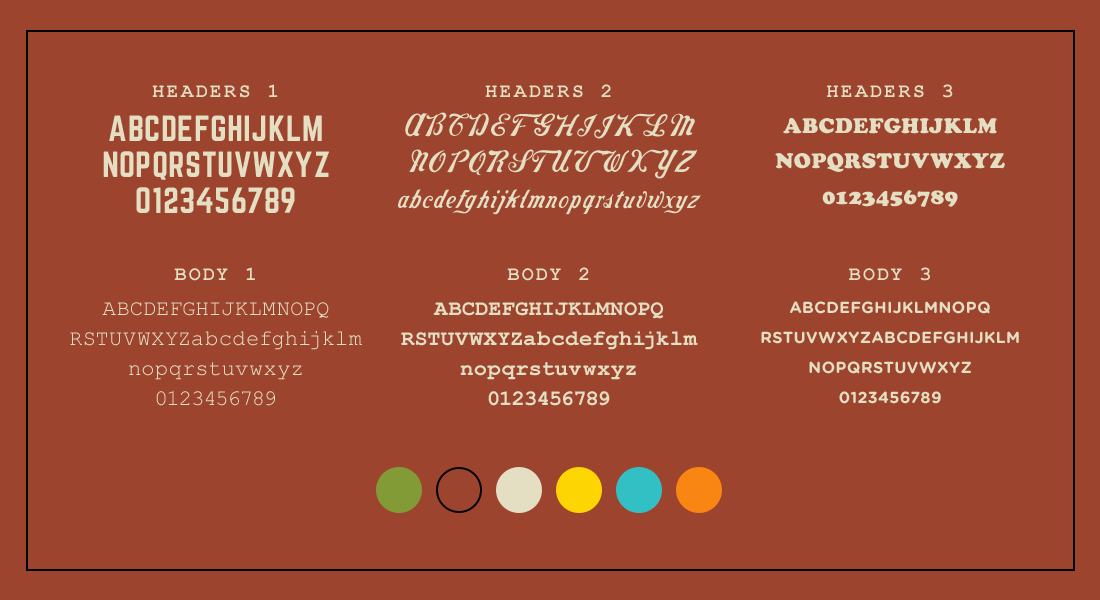 HEADERS 1
ABCDEFGHIJKLM
NOPQRSTUVWXYZ
0123456789
HEADERS 2
ABCDEFGHIJKLM
NOPQRSTUVWXYZ
abcdefghijklmnopqrstuvwxyz
HEADERS 3
ABCDEFGHIJKLM
NOPQRSTUVWXYZ
0123456789
BODY 1
ABCDEFGHIJKLMNOPQ
RSTUVWXYZabcdefghijklm
nopqrstuvwxyz
0123456789
BODY 2
ABCDEFGHIJKLMNOPQ
RSTUVWXYZabcdefghijklm
nopqrstuvwxyz
0123456789
BODY 3
ABCDEFGHIJKLMNOPQ
RSTUVWXYZABCDEFGHIJKLM
NOPQRSTUVWXYZ
0123456789